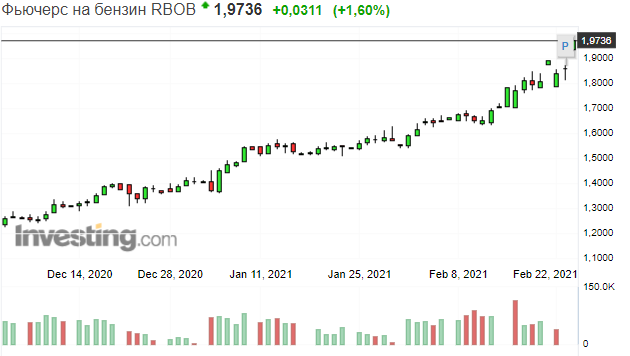 Фьючерс на бензин RBOB 1,9736 +0,0311 (+1,60%)
1,9736
P
1,9000
1,8000
1,7000
1,6000
1,5000
1,4000
1,3000
1,2000
1,1000
Investing.com
Dec 14, 2020 Dec 28, 2020 Jan 11, 2021 Jan 25, 2021 Feb 8, 2021 Feb 22, 2021
150.0K
0